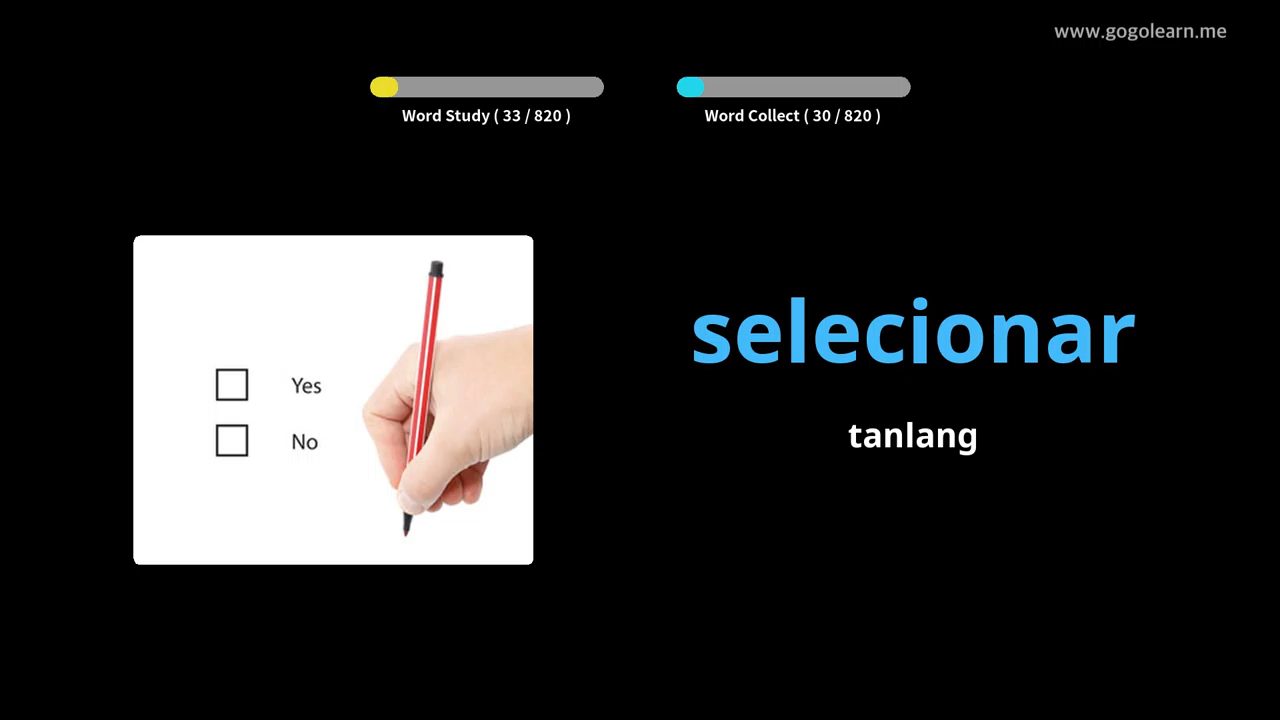 www.gogolearn.me
Word Study ( 33 / 820 )
Word Collect ( 30 / 820 )
Yes
No
selecionar
tanlang